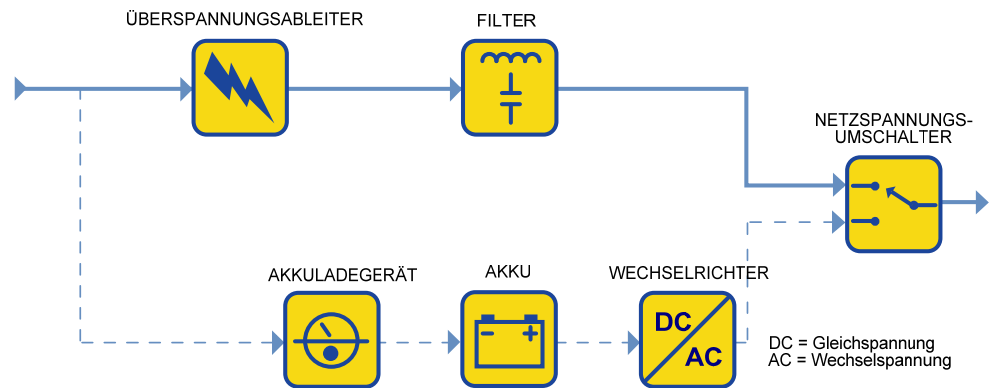 ÜBERSPANNUNGSABLEITER
FILTER
NETZSPANNUNGS-
UMSCHALTER
AKKULADEGERÄT
AKKU
WECHSELRICHTER
DC
AC
DC = Gleichspannung
AC = Wechselspannung